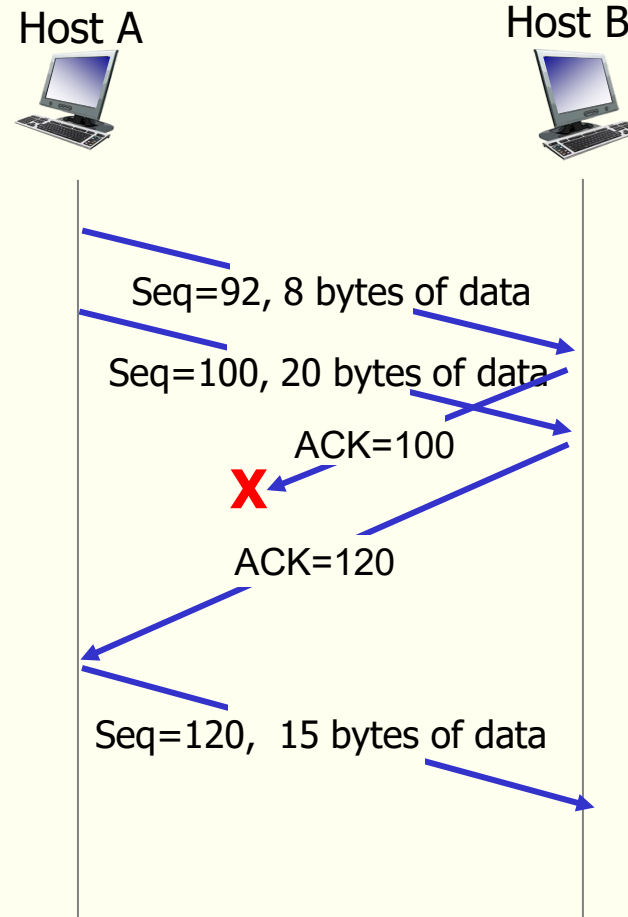 Host A
Host B
Seq=92, 8 bytes of data
Seq=100, 20 bytes of data
ACK=100
X
ACK=120
Seq=120, 15 bytes of data